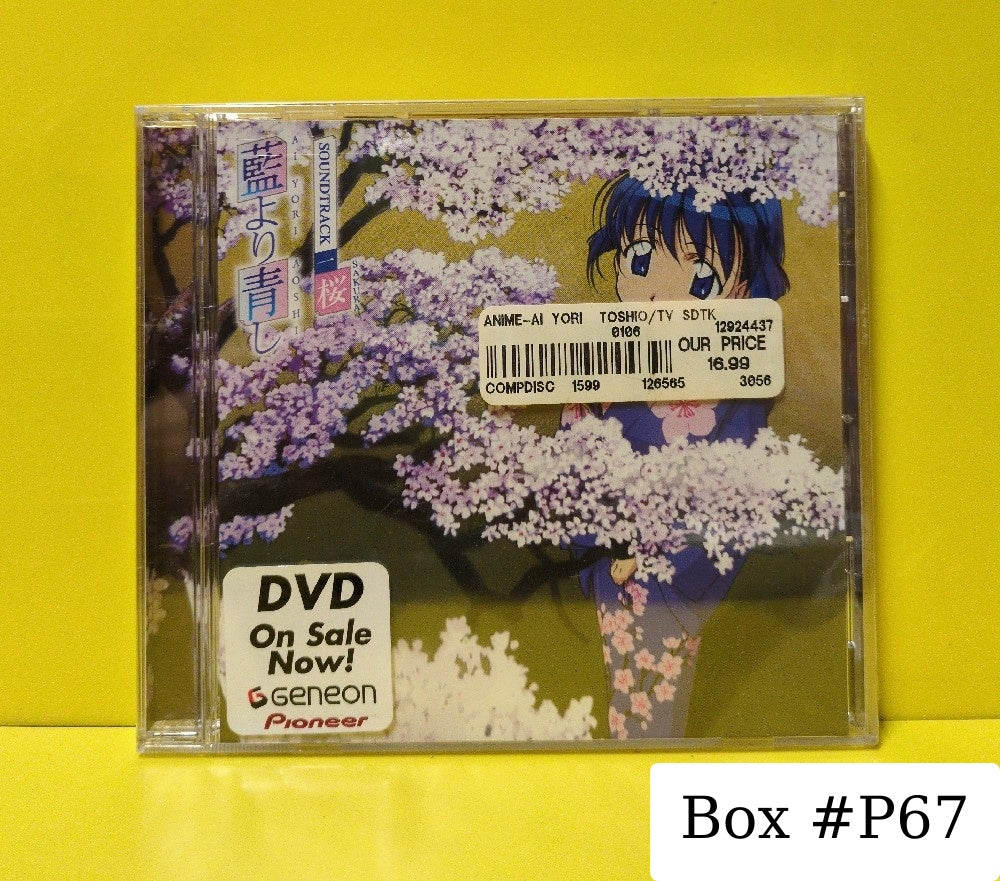 藍より青し
AI YORI AOSHI
SOUNDTRACK 一
桜
SAKURA
ANIME-AI YORI TOSHIO/TV SDTK
0106 12924437
OUR PRICE
16.99
COMPDISC 1599 126565 3056
DVD
On Sale
Now!
GENEON
Pioneer
Box #P67